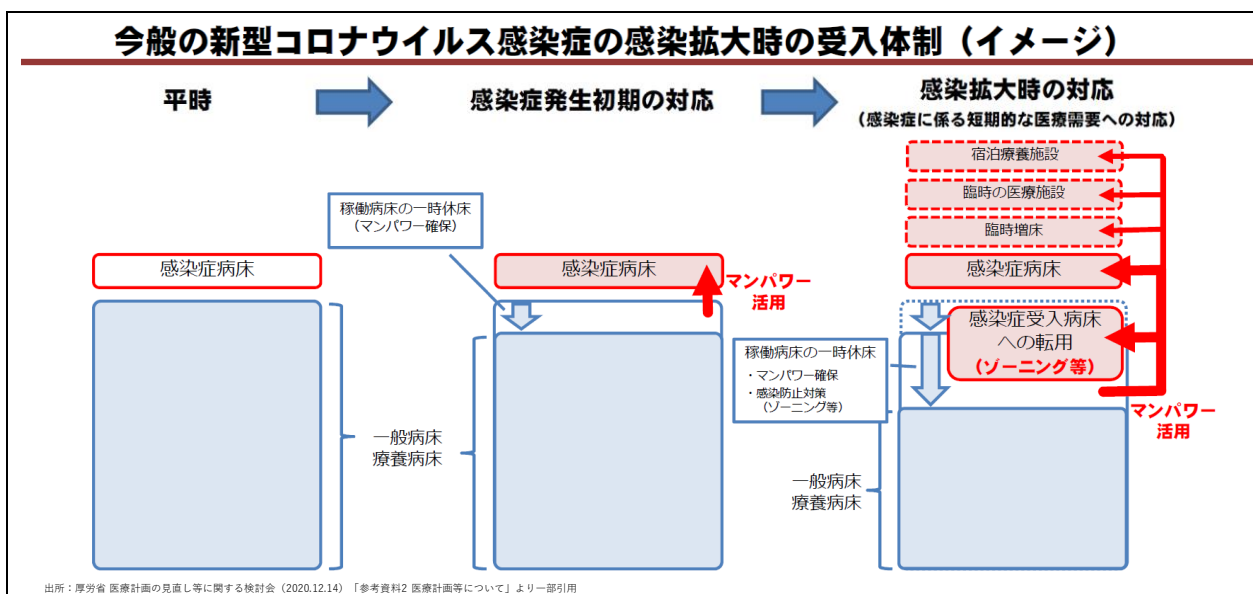 今般の新型コロナウイルス感染症の感染拡大時の受入体制（イメージ）
平時
感染症発生初期の対応
感染拡大時の対応
（感染症に係る短期的な医療需要への対応）
宿泊療養施設
臨時の医療施設
臨時増床
稼働病床の一時休床
（マンパワー確保）
感染症病床
感染症病床
感染症病床
マンパワー
活用
感染症受入病床
への転用
（ゾーニング等）
稼働病床の一時休床
・マンパワー確保
・感染防止対策
（ゾーニング等）
マンパワー
活用
一般病床
療養病床
一般病床
療養病床
出所：厚労省 医療計画の見直し等に関する検討会（2020.12.14）「参考資料2 医療計画等について」より一部引用